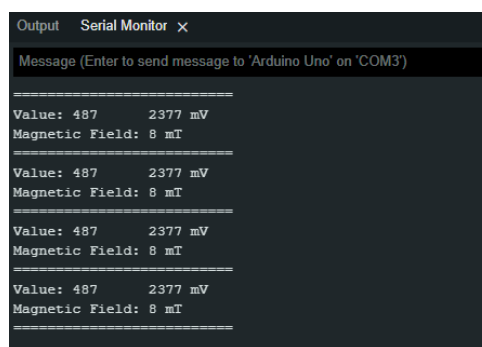 Output Serial Monitor ×
Message (Enter to send message to 'Arduino Uno' on 'COM3')
==========================
Value: 487 2377 mV
Magnetic Field: 8 mT
==========================
Value: 487 2377 mV
Magnetic Field: 8 mT
==========================
Value: 487 2377 mV
Magnetic Field: 8 mT
==========================
Value: 487 2377 mV
Magnetic Field: 8 mT
==========================